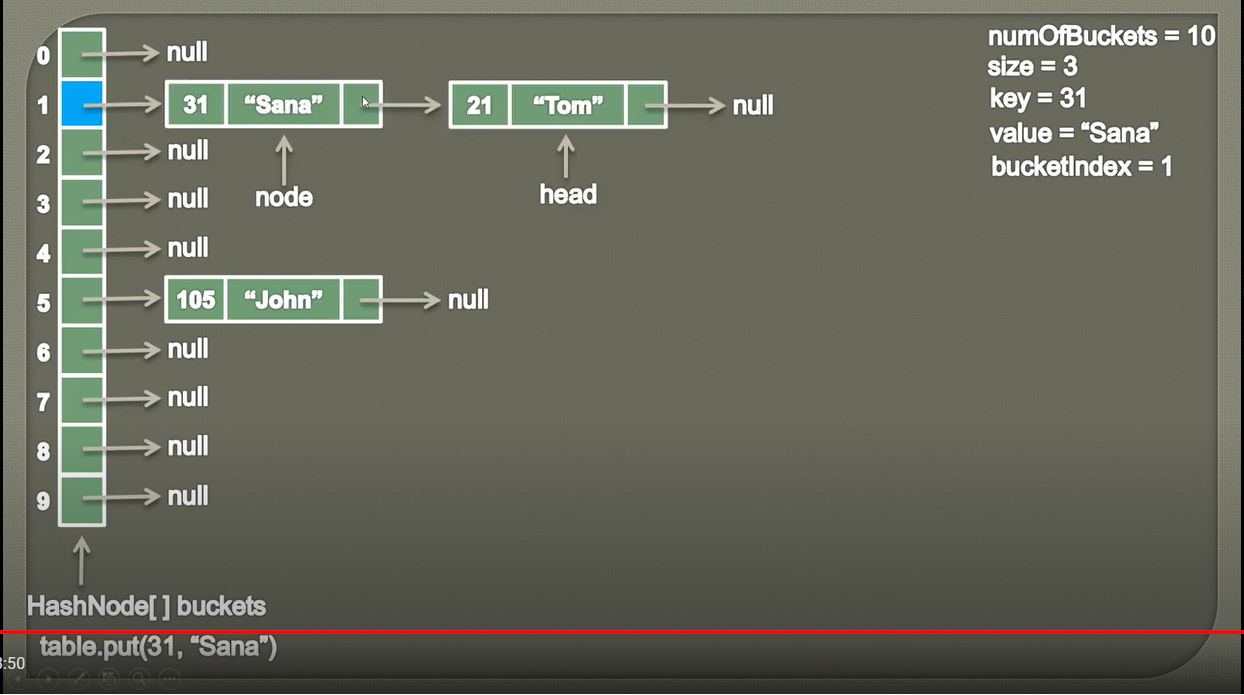 0 null
1 31 “Sana” 21 “Tom” null
2 null
node head
3 null
4 null
5 105 “John” null
6 null
7 null
8 null
9 null
HashNode[ ] buckets
table.put(31, “Sana”)
numOfBuckets = 10
size = 3
key = 31
value = “Sana”
bucketIndex = 1
:50